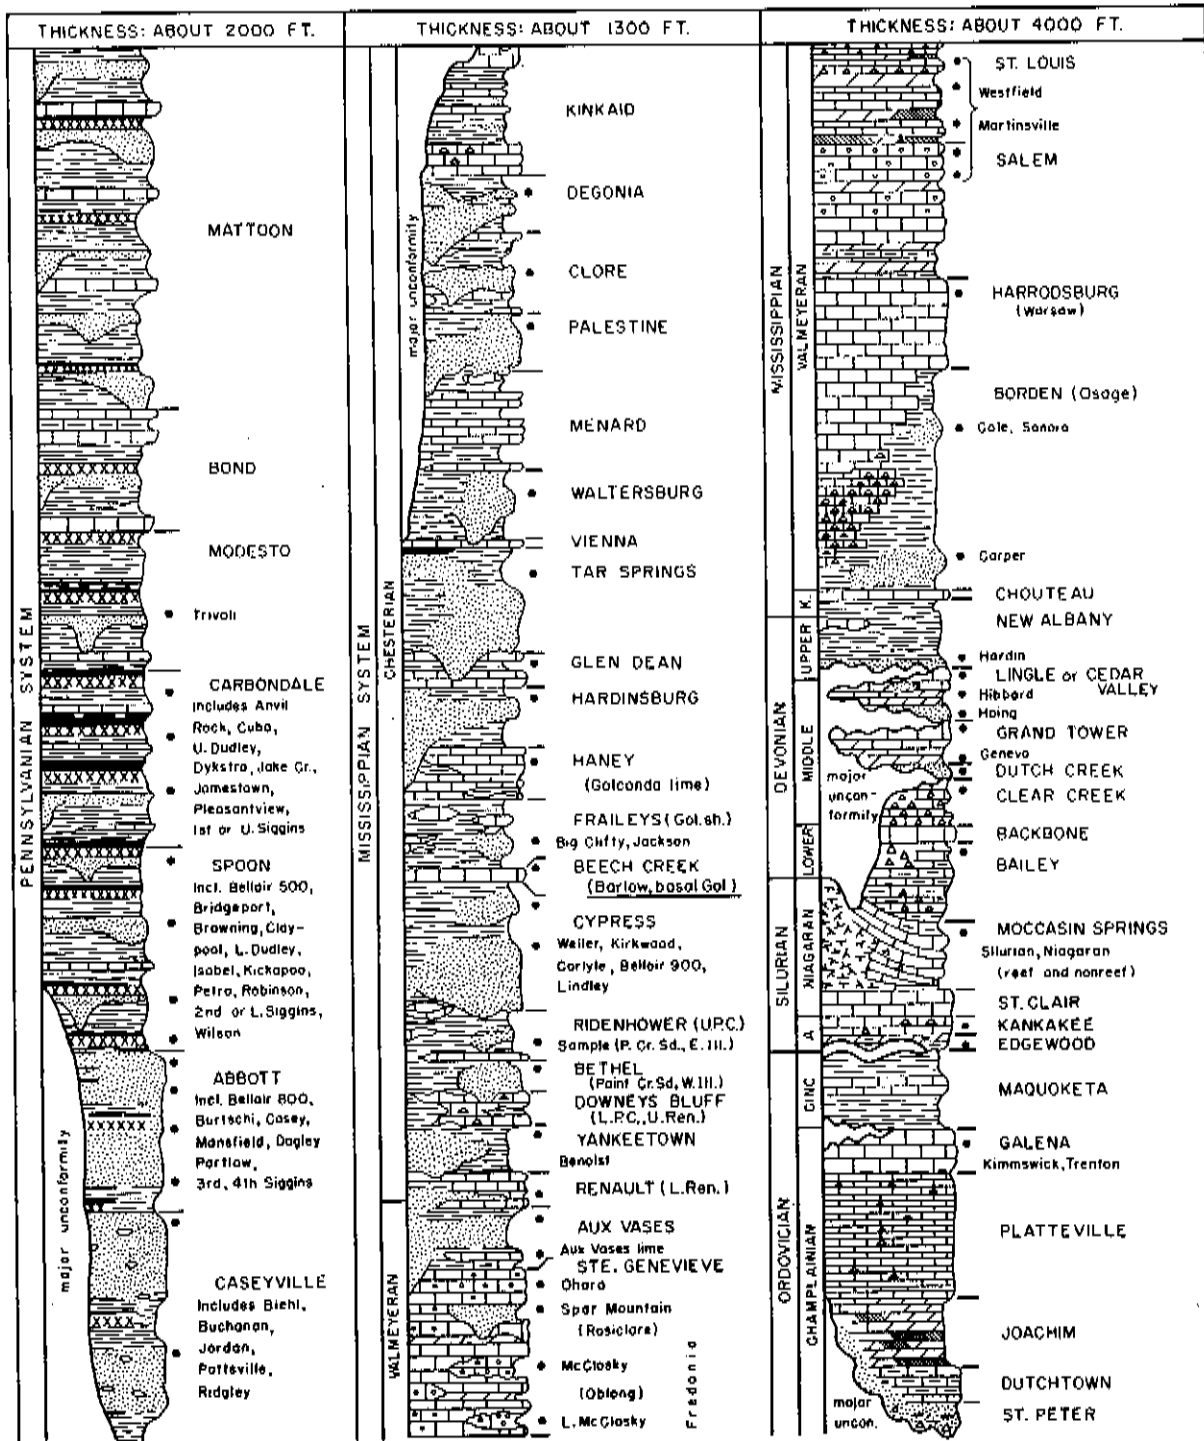 THICKNESS: ABOUT 2000 FT.
PENNSYLVANIAN SYSTEM
MATTOON
BOND
MODESTO
Trivoli
CARBONDALE
Includes Anvil
Rock, Cuba,
U. Dudley,
Dykstra, Jake Cr.,
Jamestown,
Pleasantview,
1st or U. Siggins
SPOON
Incl. Bellair 500,
Bridgeport,
Browning, Clay-
pool, L. Dudley,
Isabel, Kickapoo,
Petro, Robinson,
2nd or L. Siggins,
Wilson
ABBOTT
Incl. Bellair 800,
Burtschi, Casey,
Mansfield, Dagley
Partlow,
3rd, 4th Siggins
major unconformity
CASEYVILLE
Includes Biehl,
Buchanan,
Jordan,
Pottsville,
Ridgley
THICKNESS: ABOUT 1300 FT.
MISSISSIPPIAN SYSTEM
CHESTERIAN
major unconformity
KINKAID
DEGONIA
CLORE
PALESTINE
MENARD
WALTERSBURG
VIENNA
TAR SPRINGS
GLEN DEAN
HARDINSBURG
HANEY
(Golconda lime)
FRAILEYS (Gol. sh.)
Big Clifty, Jackson
BEECH CREEK
(Barlow, basal Gol)
CYPRESS
Weiler, Kirkwood,
Carlyle, Bellair 900,
Lindley
RIDENHOWER (U.P.C.)
Sample (P. Cr. Sd., E. Ill.)
BETHEL
(Paint Cr. Sd, W. Ill.)
DOWNEYS BLUFF
(L.P.C., U. Ren.)
YANKEETOWN
Benoist
RENAULT (L. Ren.)
VALMEYERAN
AUX VASES
Aux Vases lime
STE. GENEVIEVE
Ohara
Spar Mountain
(Rosiclare)
McClosky
(Oblong)
L. McClosky
Fredonia
THICKNESS: ABOUT 4000 FT.
MISSISSIPPIAN
VALMEYERAN
ST. LOUIS
Westfield
Martinsville
SALEM
HARRODSBURG
(Warsaw)
BORDEN (Osage)
Cole, Sonora
Carper
K.
CHOUTEAU
DEVONIAN
UPPER
NEW ALBANY
Hardin
MIDDLE
LINGLE or CEDAR
VALLEY
Hibbard
Hoing
GRAND TOWER
Geneva
DUTCH CREEK
major
uncon-
formity
CLEAR CREEK
LOWER
BACKBONE
BAILEY
SILURIAN
NIAGARAN
MOCCASIN SPRINGS
Silurian, Niagaran
(reef and nonreef)
ST. CLAIR
A
KANKAKEE
EDGEWOOD
ORDOVICIAN
CINC
MAQUOKETA
CHAMPLAINIAN
GALENA
Kimmswick, Trenton
PLATTEVILLE
JOACHIM
DUTCHTOWN
major
uncon.
ST. PETER